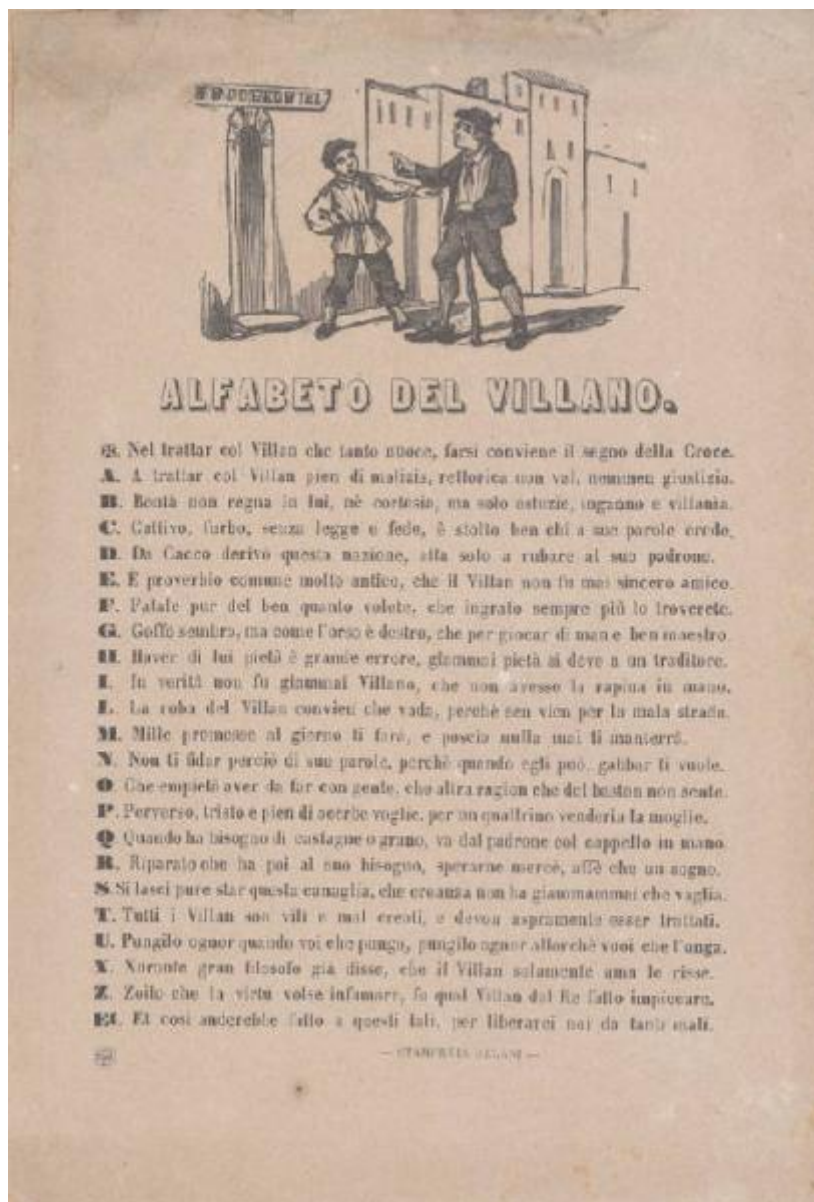 ALFABETO DEL VILLANO.
✠. Nel trattar col Villan che tanto nuoce, farsi conviene il segno della Croce.
A. A trattar col Villan pien di malizia, rettorica non val, nemmen giustizia.
B. Bontà non regna in lui, nè cortesia, ma solo astuzie, inganno e villania.
C. Cattivo, furbo, senza legge e fede, è stolto ben chi a sue parole crede.
D. Da Cacco derivò questa nazione, atta solo a rubare al suo padrone.
E. E proverbio comune molto antico, che il Villan non fu mai sincero amico.
F. Fatale pur del ben quanto volete, che ingrato sempre più lo troverete.
G. Goffo sembra, ma come l'orso è destro, che per giocar di man e ben maestro.
H. Haver di lui pietà è grande errore, giammai pietà si deve a un traditore.
I. In verità non fu giammai Villano, che non avesse la rapina in mano.
L. La roba del Villan convien che vada, perchè sen vien per la mala strada.
M. Mille promesse al giorno ti farà, e poscia nulla mai ti manterrà.
N. Non ti fidar perciò di sue parole, perchè quando egli può, gabbar ti vuole.
O. Che empietà aver da far con gente, che altra ragion che del baston non sente.
P. Perverso, tristo e pien di acerbe voglie, per un quattrino venderia la moglie.
Q. Quando ha bisogno di castagne o grano, va dal padrone col cappello in mano.
R. Riparato che ha poi al suo bisogno, sperarne mercè, affè che un sogno.
S. Si lasci pure star questa canaglia, che creanza non ha giammammai che vaglia.
T. Tutti i Villan son vili e mal creati, e devon aspramente esser trattati.
U. Pungilo ognor quando voi che punga, pungilo ognor allorchè vuoi che l'unga.
X. gran filosofo già disse, che il Villan solamente ama le risse.
Z. Zoilo che la virtù volse infamare, fu qual Villan dal Re fatto impiccare.
Et. Et così anderebbe fatto a questi tali, per liberarci noi da tanti mali.
— STAMPERIA —